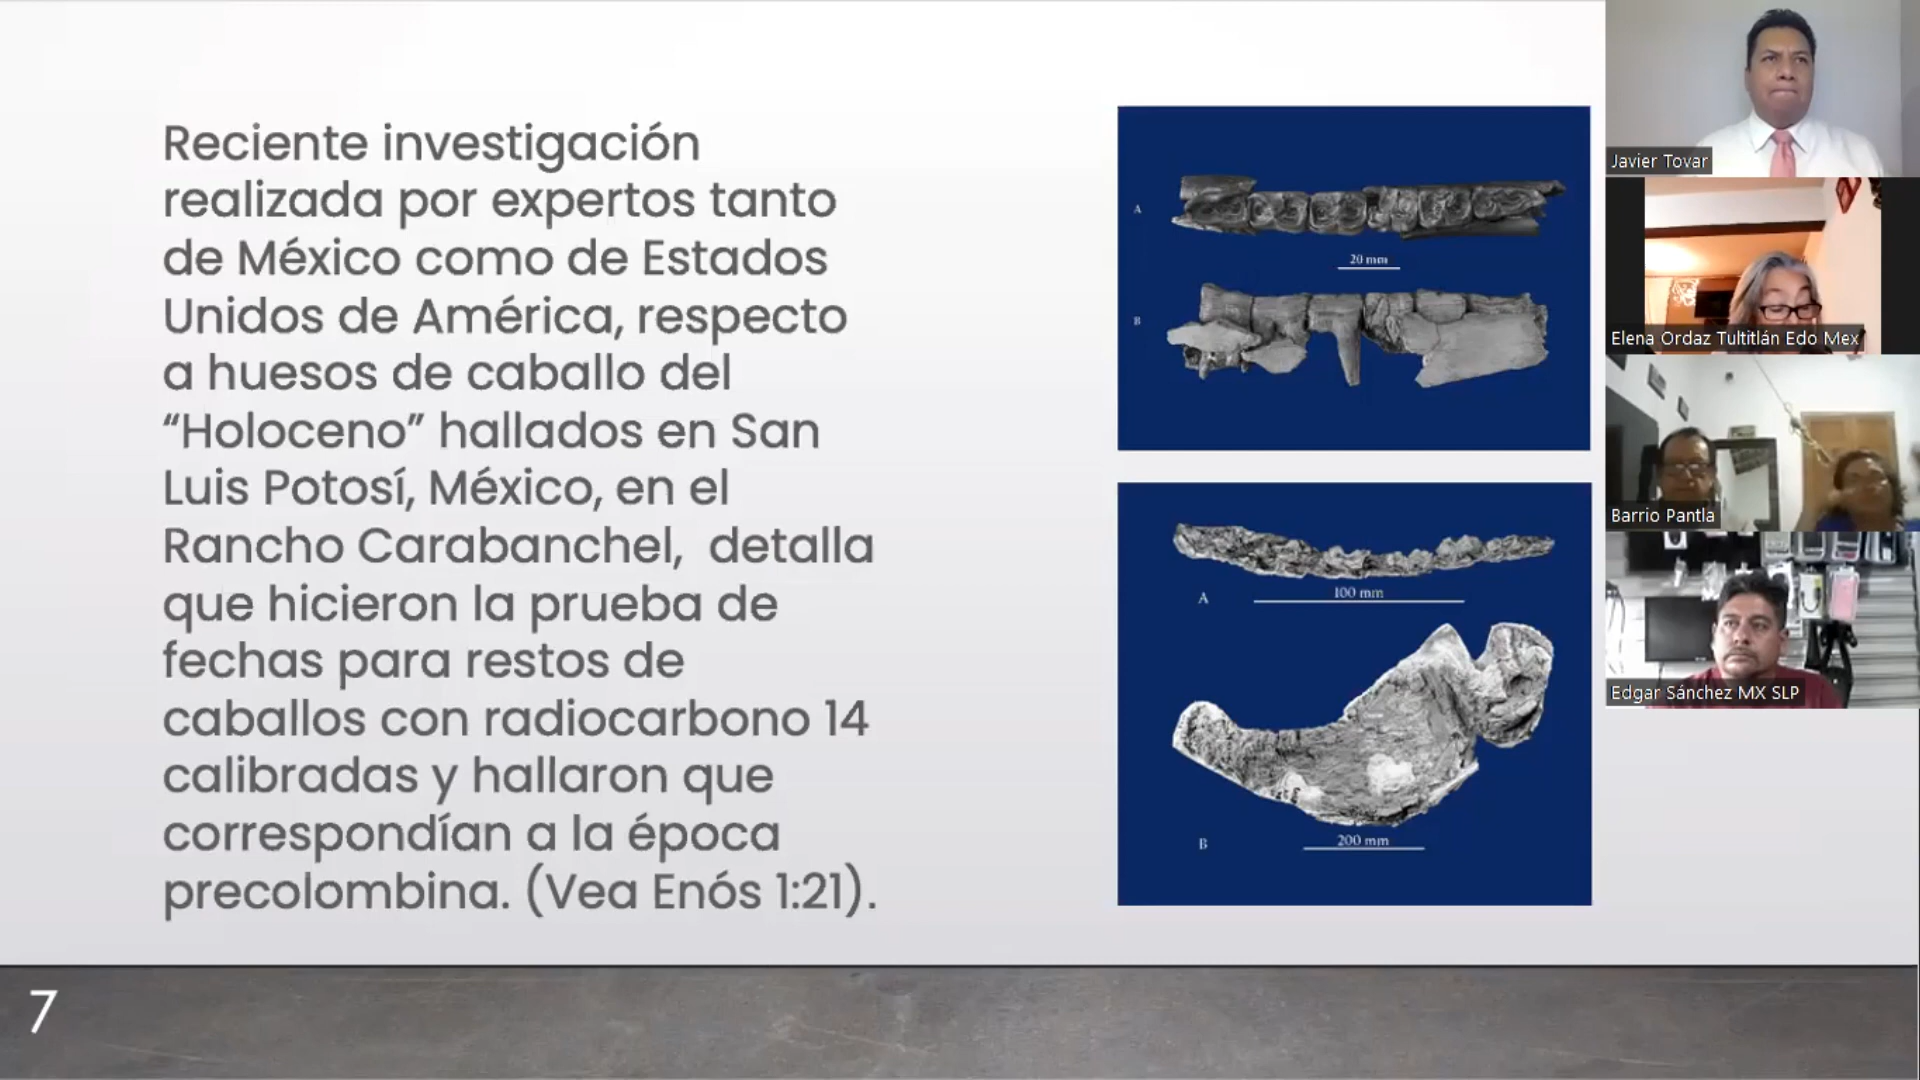 Reciente investigación
realizada por expertos tanto
de México como de Estados
Unidos de América, respecto
a huesos de caballo del
“Holoceno” hallados en San
Luis Potosí, México, en el
Rancho Carabanchel,  detalla
que hicieron la prueba de
fechas para restos de
caballos con radiocarbono 14
calibradas y hallaron que
correspondían a la época
precolombina. (Vea Enós 1:21).
A
20 mm
B
A
100 mm
200 mm
B
7
Javier Tovar
Elena Ordaz Tultitlán Edo Mex
Barrio Pantla
Edgar Sánchez MX SLP